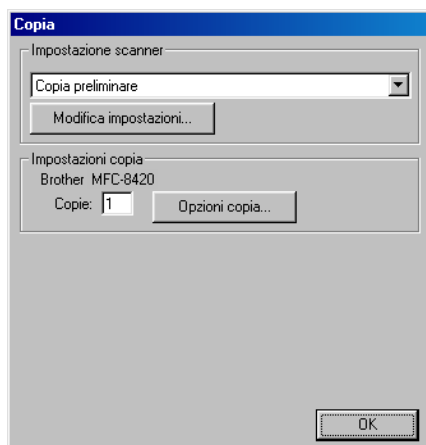 Copia
Impostazione scanner
Copia preliminare
Modifica impostazioni...
Impostazioni copia
Brother MFC-8420
Copie: 1 Opzioni copia...
OK